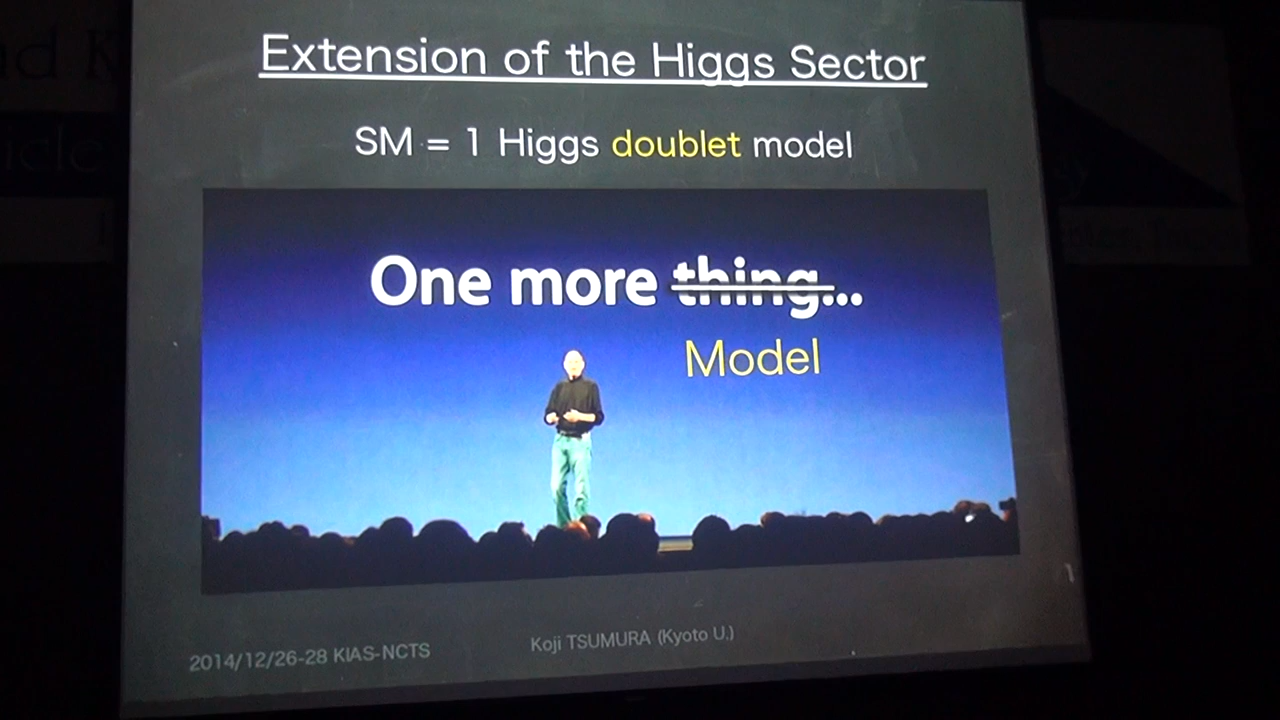 Extension of the Higgs Sector
SM = 1 Higgs doublet model
One more thing...
Model
2014/12/26-28 KIAS-NCTS
Koji TSUMURA (Kyoto U.)